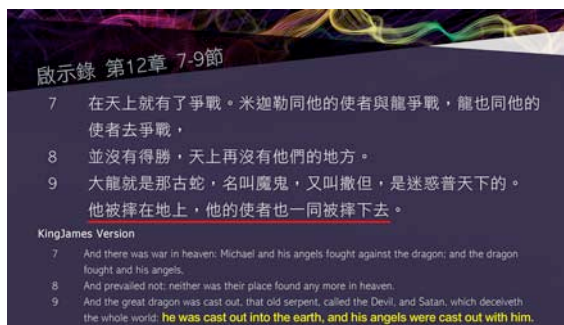 啟示錄 第12章 7-9節
7 在天上就有了爭戰。米迦勒同他的使者與龍爭戰，龍也同他的
使者去爭戰，
8 並沒有得勝，天上再沒有他們的地方。
9 大龍就是那古蛇，名叫魔鬼，又叫撒但，是迷惑普天下的。
他被摔在地上，他的使者也一同被摔下去。
KingJames Version
7 And there was war in heaven: Michael and his angels fought against the dragon; and the dragon
fought and his angels,
8 And prevailed not; neither was their place found any more in heaven.
9 And the great dragon was cast out, that old serpent, called the Devil, and Satan, which deceiveth
the whole world: he was cast out into the earth, and his angels were cast out with him.